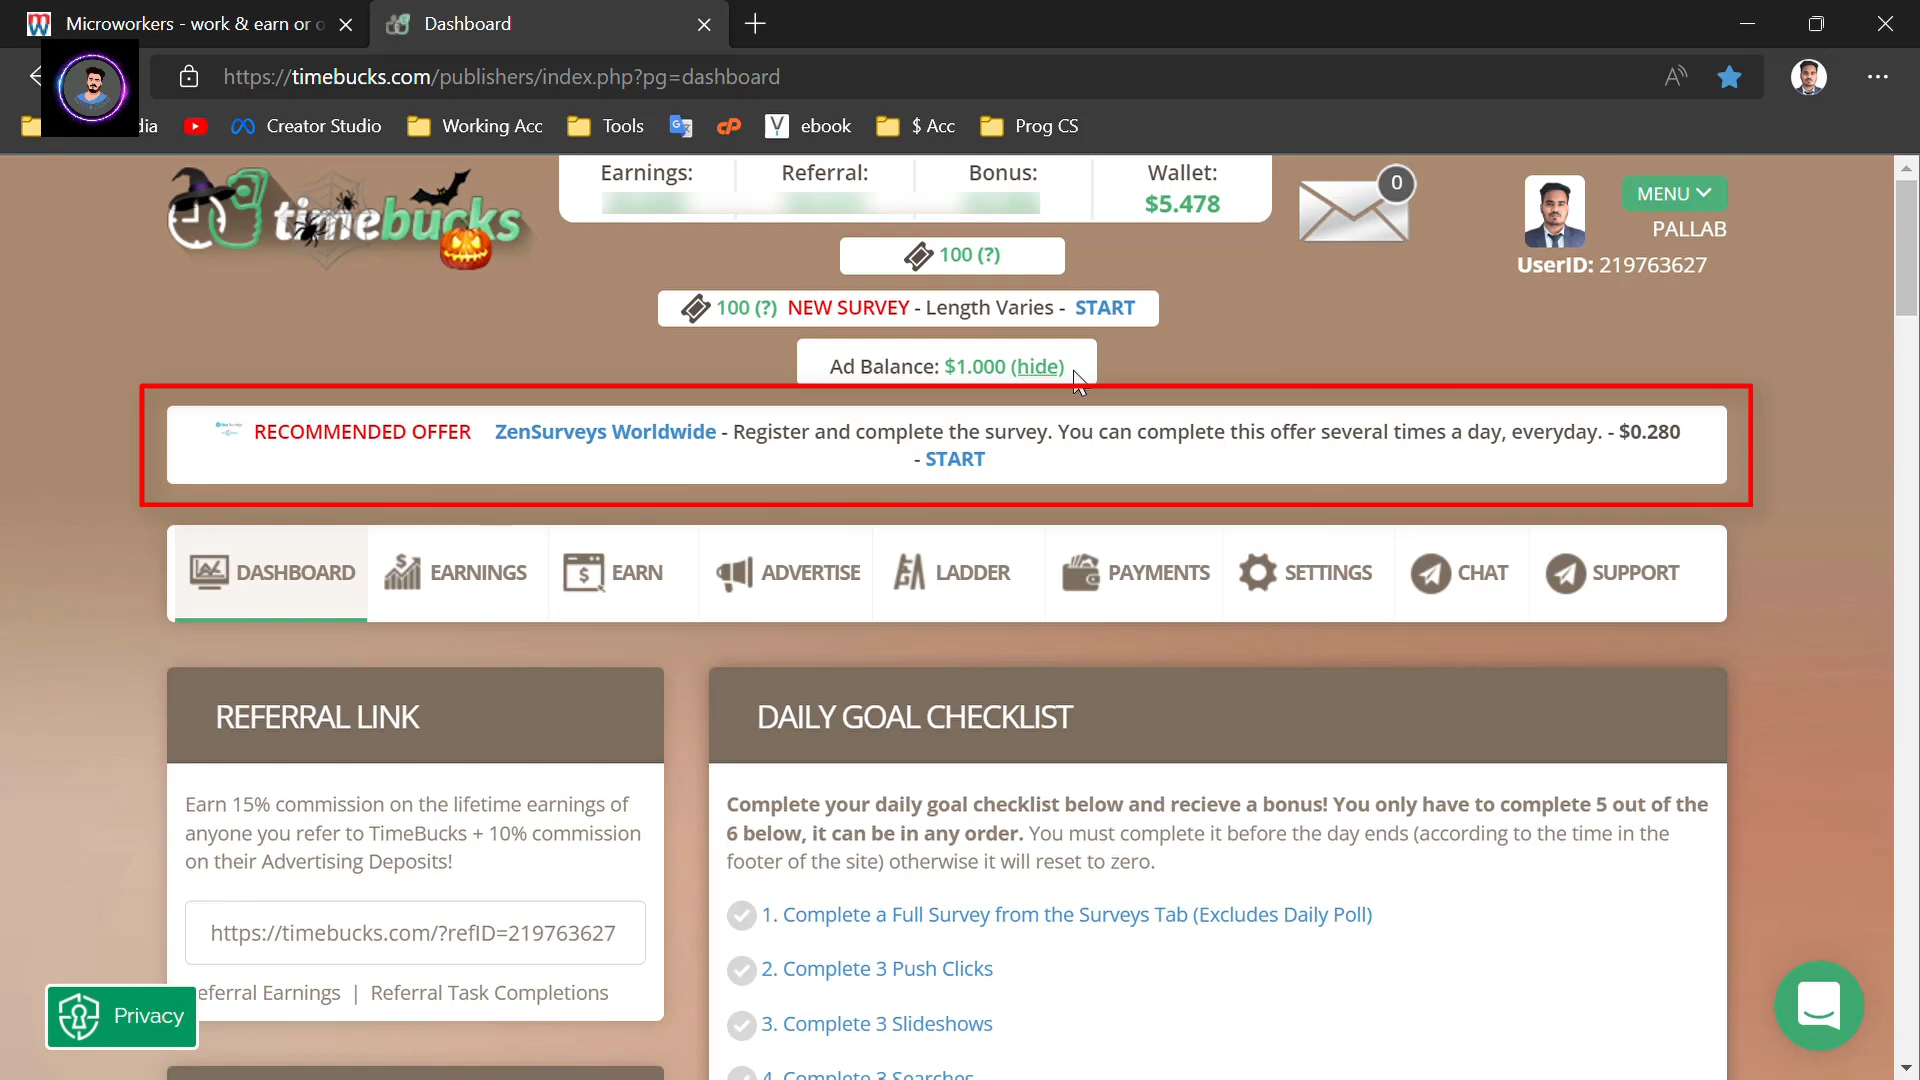 Microworkers - work & earn or o
Dashboard
https://timebucks.com/publishers/index.php?pg=dashboard
dia
Creator Studio
Working Acc
Tools
ebook
$ Acc
Prog CS
timebucks
Earnings:
Referral:
Bonus:
Wallet:
$5.478
0
MENU
PALLAB
UserID: 219763627
100 (?)
100 (?) NEW SURVEY - Length Varies - START
Ad Balance: $1.000 (hide)
RECOMMENDED OFFER ZenSurveys Worldwide - Register and complete the survey. You can complete this offer several times a day, everyday. - $0.280
- START
DASHBOARD
EARNINGS
EARN
ADVERTISE
LADDER
PAYMENTS
SETTINGS
CHAT
SUPPORT
REFERRAL LINK
Earn 15% commission on the lifetime earnings of
anyone you refer to TimeBucks + 10% commission
on their Advertising Deposits!
https://timebucks.com/?refID=219763627
eferral Earnings | Referral Task Completions
Privacy
DAILY GOAL CHECKLIST
Complete your daily goal checklist below and recieve a bonus! You only have to complete 5 out of the
6 below, it can be in any order. You must complete it before the day ends (according to the time in the
footer of the site) otherwise it will reset to zero.
1. Complete a Full Survey from the Surveys Tab (Excludes Daily Poll)
2. Complete 3 Push Clicks
3. Complete 3 Slideshows
4. Complete 3 Searches